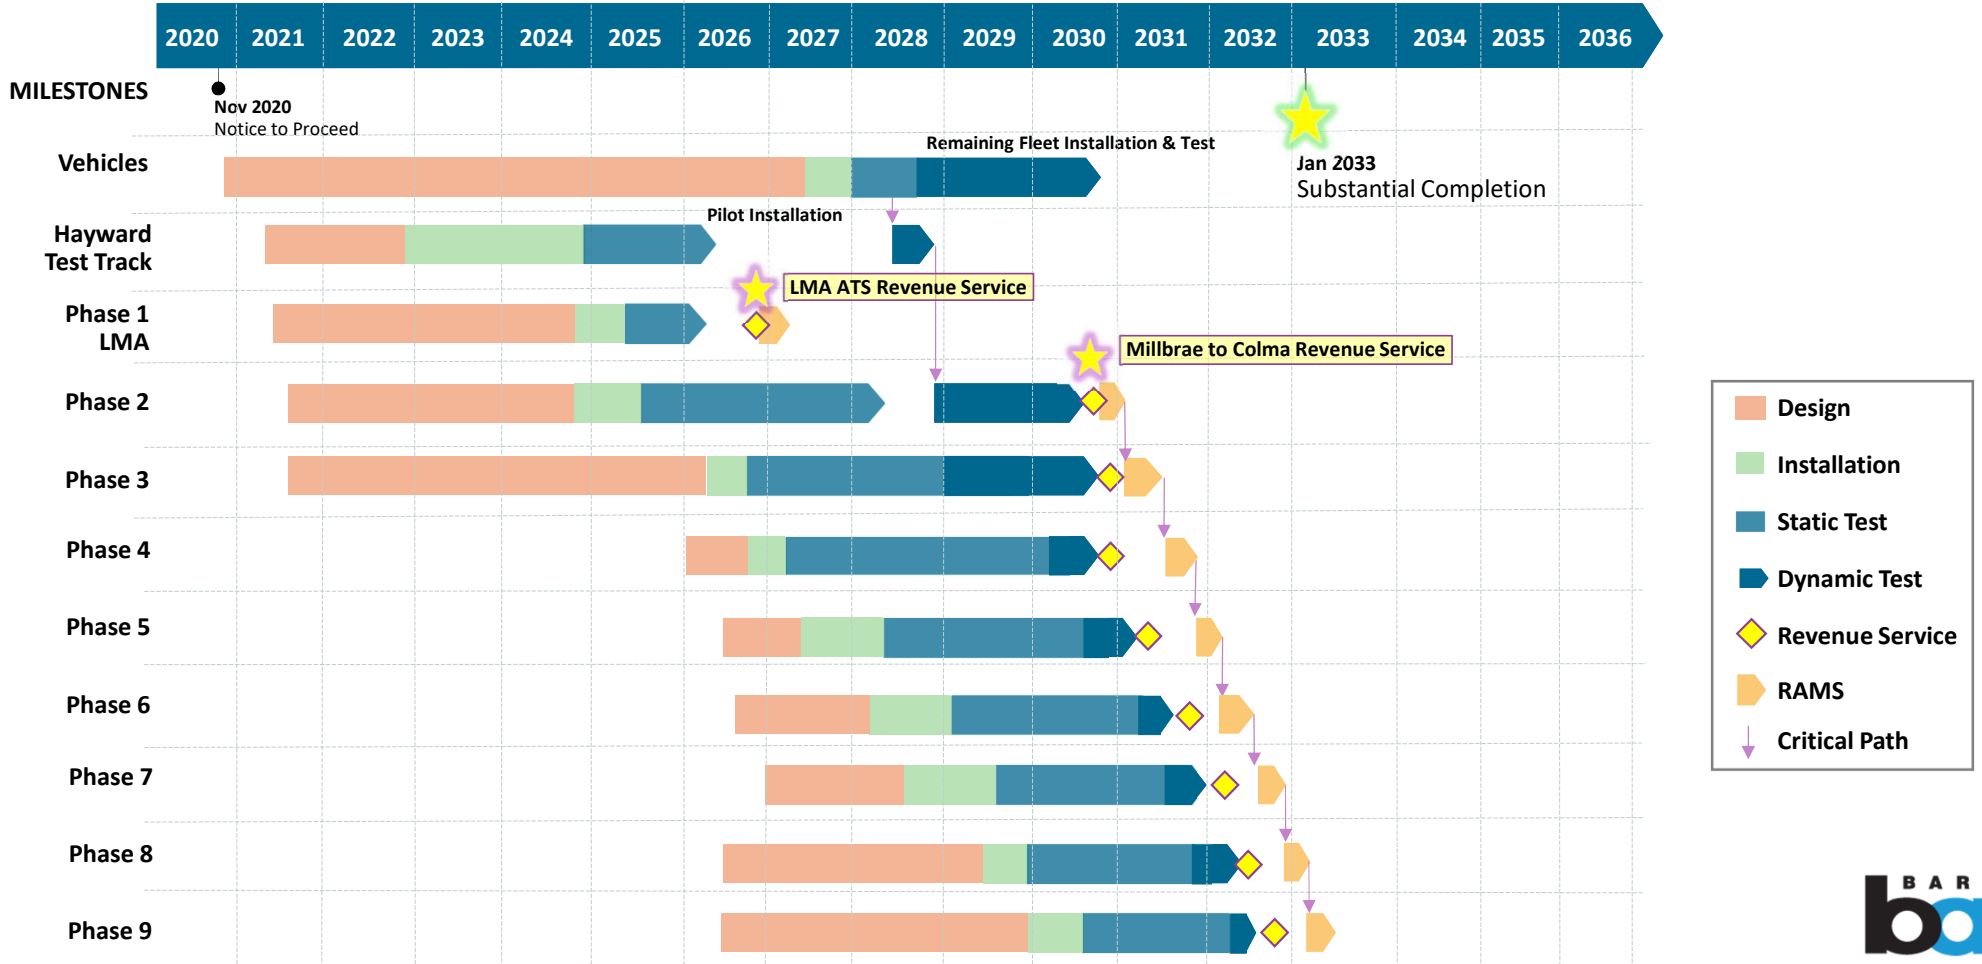 2020 2021 2022 2023 2024 2025 2026 2027 2028 2029 2030 2031 2032 2033 2034 2035 2036
MILESTONES
Nov 2020
Notice to Proceed
Jan 2033
Substantial Completion
Vehicles
Remaining Fleet Installation & Test
Pilot Installation
Hayward
Test Track
LMA ATS Revenue Service
Phase 1
LMA
Millbrae to Colma Revenue Service
Phase 2
Phase 3
Phase 4
Phase 5
Phase 6
Phase 7
Phase 8
Phase 9
Design
Installation
Static Test
Dynamic Test
Revenue Service
RAMS
Critical Path
B A R
ba